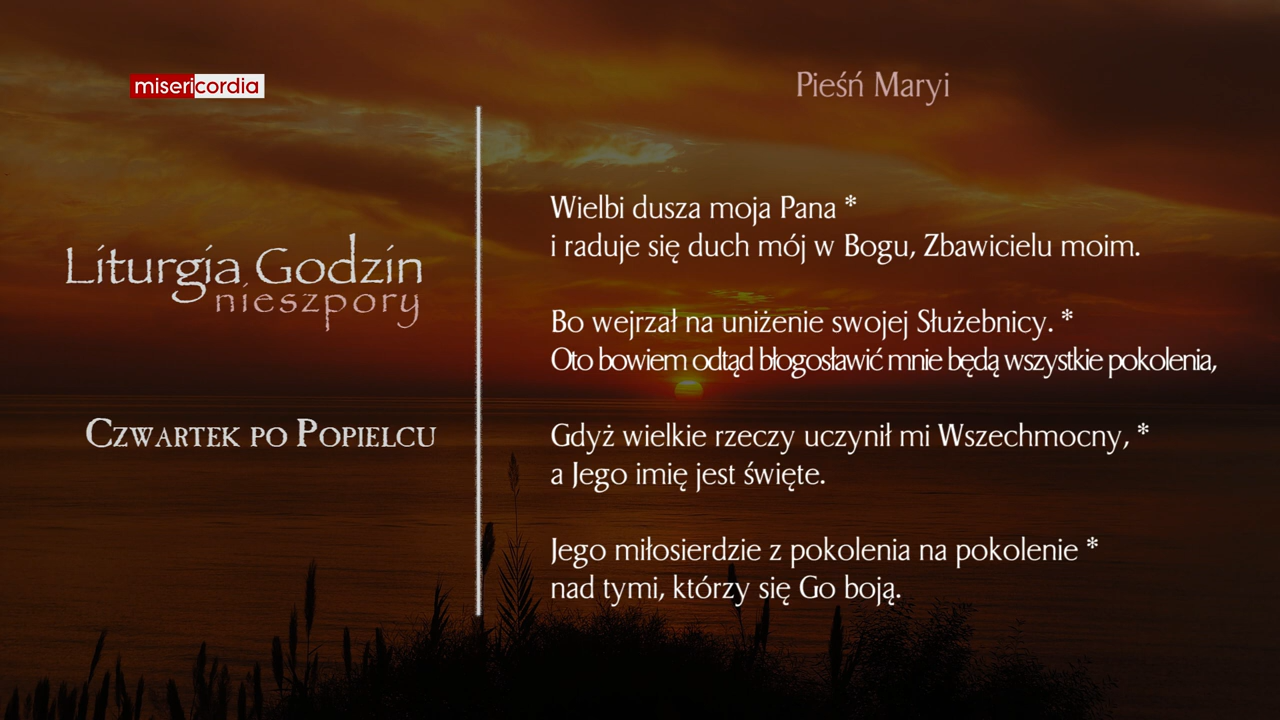 misericordia
Liturgia Godzin
nieszpory
Czwartek po Popielcu
Pieśń Maryi
Wielbi dusza moja Pana *
i raduje się duch mój w Bogu, Zbawicielu moim.
Bo wejrzał na uniżenie swojej Służebnicy. *
Oto bowiem odtąd błogosławić mnie będą wszystkie pokolenia,
Gdyż wielkie rzeczy uczynił mi Wszechmocny, *
a Jego imię jest święte.
Jego miłosierdzie z pokolenia na pokolenie *
nad tymi, którzy się Go boją.